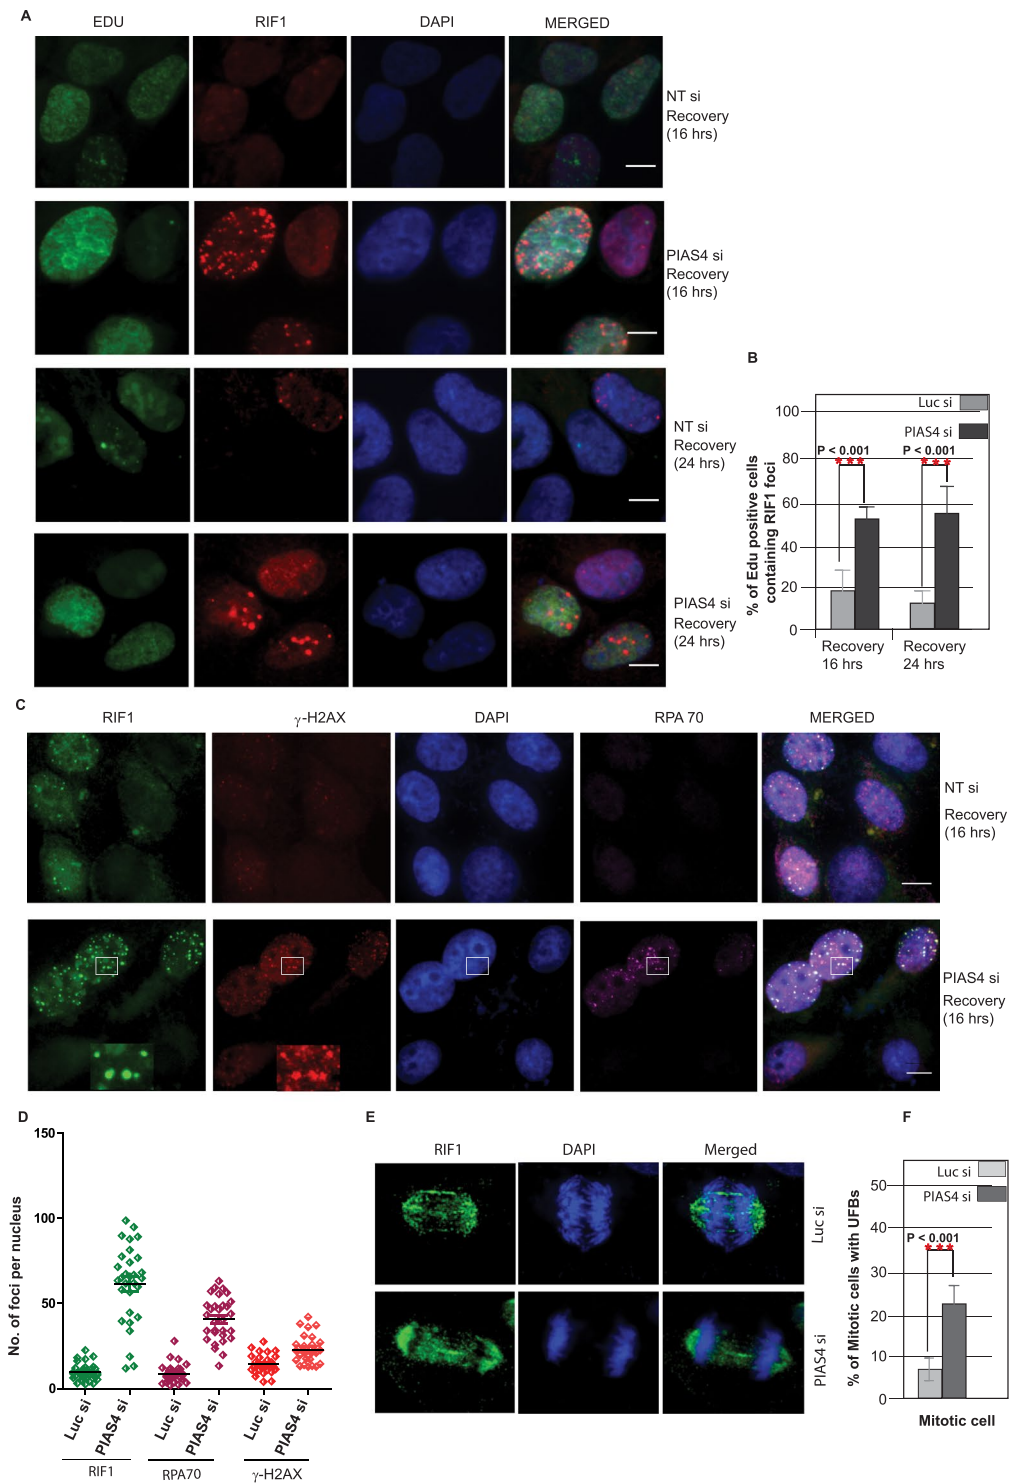 A
EDU RIF1 DAPI MERGED
NT si
Recovery
(16 hrs)
PIAS4 si
Recovery
(16 hrs)
NT si
Recovery
(24 hrs)
PIAS4 si
Recovery
(24 hrs)
B
Luc si
PIAS4 si
P < 0.001 P < 0.001
*** ***
100
80
60
40
20
0
% of Edu positive cells
containing RIF1 foci
Recovery
16 hrs
Recovery
24 hrs
C
RIF1 γ-H2AX DAPI RPA 70 MERGED
NT si
Recovery
(16 hrs)
PIAS4 si
Recovery
(16 hrs)
D
No. of foci per nucleus
150
100
50
0
Luc si PIAS4 si Luc si PIAS4 si Luc si PIAS4 si
RIF1 RPA70 γ-H2AX
E
RIF1 DAPI Merged
Luc si
PIAS4 si
F
Luc si
PIAS4 si
P < 0.001
***
50
40
30
20
10
0
% of Mitotic cells with UFBs
Mitotic cell